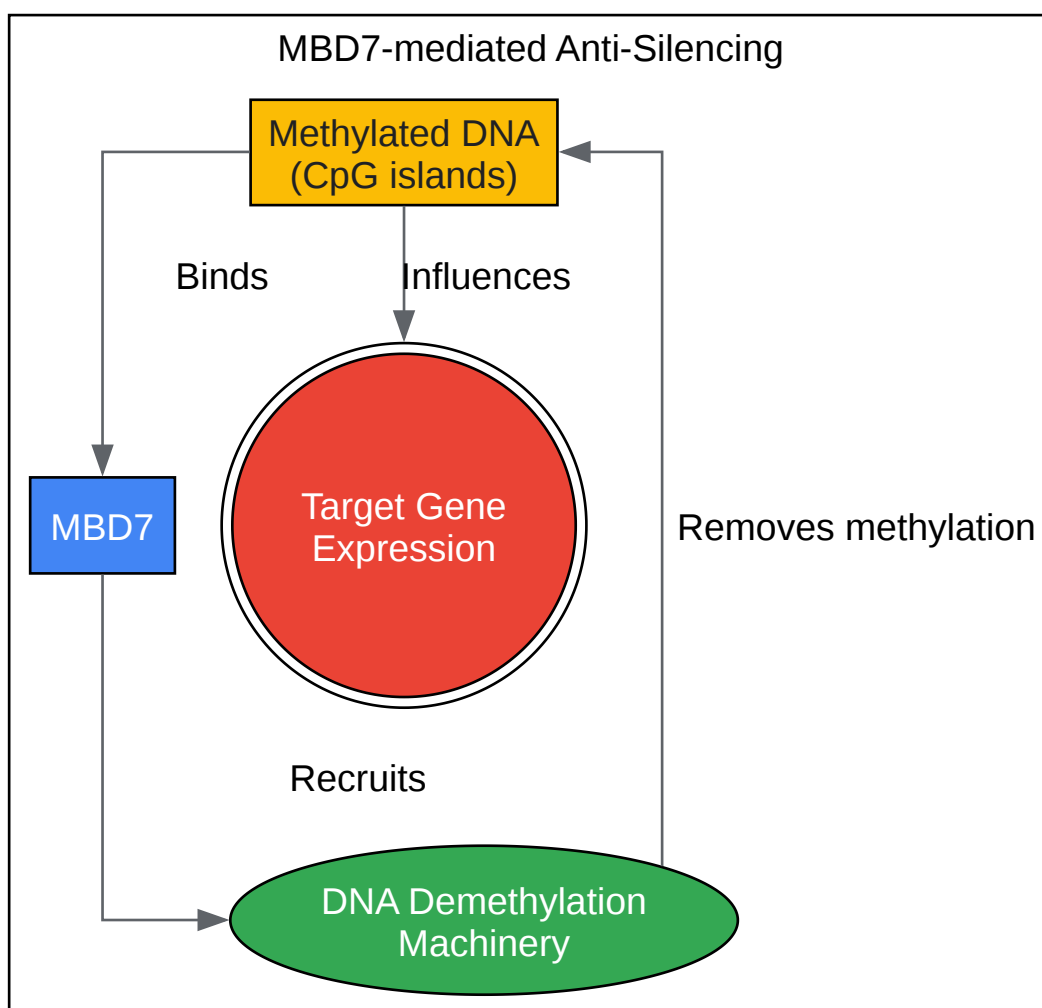 MBD7-mediated Anti-Silencing
Methylated DNA
(CpG islands)
Binds
Influences
MBD7
Target Gene
Expression
Removes methylation
Recruits
DNA Demethylation
Machinery